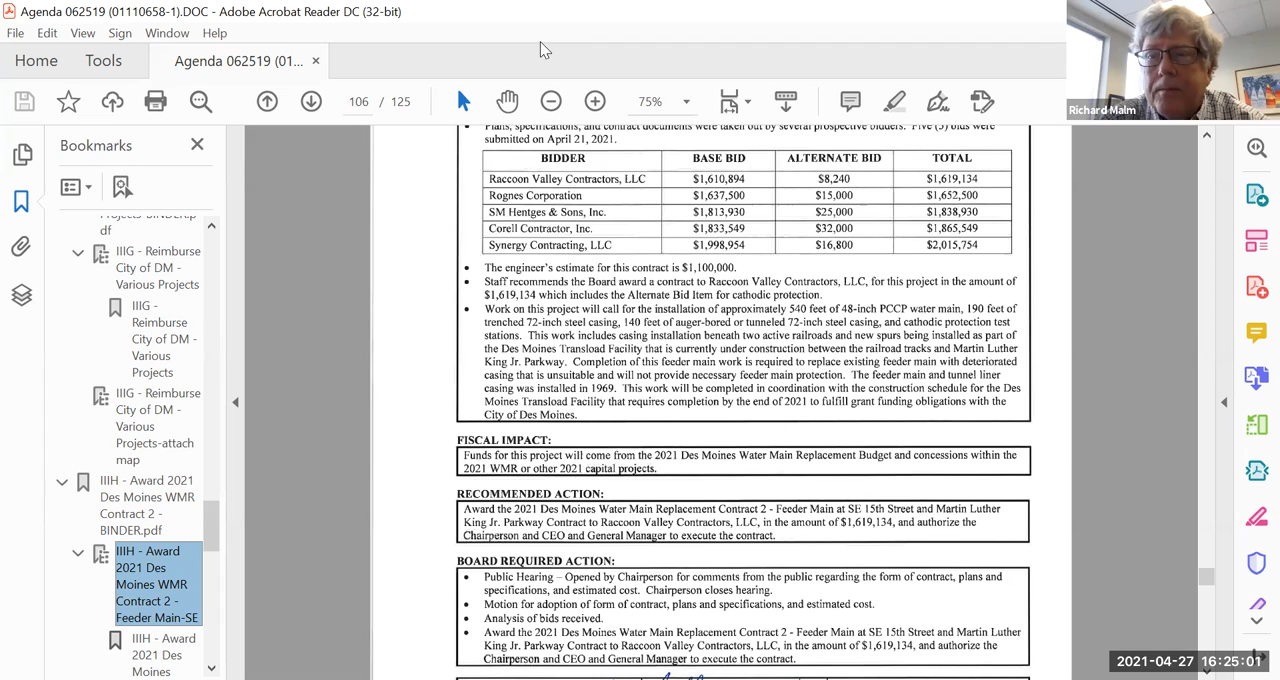 Agenda 062519 (01110658-1).DOC - Adobe Acrobat Reader DC (32-bit)
File Edit View Sign Window Help
Home Tools Agenda 062519 (01... ×
106 / 125 75%
Richard Malm
Bookmarks
Projects-BINDER.p
df
IIIG - Reimburse
City of DM -
Various Projects
IIIG -
Reimburse
City of DM -
Various
Projects
IIIG - Reimburse
City of DM -
Various
Projects-attach
map
IIIH - Award 2021
Des Moines WMR
Contract 2 -
BINDER.pdf
IIIH - Award
2021 Des
Moines WMR
Contract 2 -
Feeder Main-SE
IIIH - Award
2021 Des
Moines
• Plans, specifications, and contract documents were taken out by several prospective bidders. Five (5) bids were
submitted on April 21, 2021.
BIDDER BASE BID ALTERNATE BID TOTAL
Raccoon Valley Contractors, LLC $1,610,894 $8,240 $1,619,134
Rognes Corporation $1,637,500 $15,000 $1,652,500
SM Hentges & Sons, Inc. $1,813,930 $25,000 $1,838,930
Corell Contractor, Inc. $1,833,549 $32,000 $1,865,549
Synergy Contracting, LLC $1,998,954 $16,800 $2,015,754
• The engineer's estimate for this contract is $1,100,000.
• Staff recommends the Board award a contract to Raccoon Valley Contractors, LLC, for this project in the amount of
$1,619,134 which includes the Alternate Bid Item for cathodic protection.
• Work on this project will call for the installation of approximately 540 feet of 48-inch PCCP water main, 190 feet of
trenched 72-inch steel casing, 140 feet of auger-bored or tunneled 72-inch steel casing, and cathodic protection test
stations. This work includes casing installation beneath two active railroads and new spurs being installed as part of
the Des Moines Transload Facility that is currently under construction between the railroad tracks and Martin Luther
King Jr. Parkway. Completion of this feeder main work is required to replace existing feeder main with deteriorated
casing that is unsuitable and will not provide necessary feeder main protection. The feeder main and tunnel liner
casing was installed in 1969. This work will be completed in coordination with the construction schedule for the Des
Moines Transload Facility that requires completion by the end of 2021 to fulfill grant funding obligations with the
City of Des Moines.
FISCAL IMPACT:
Funds for this project will come from the 2021 Des Moines Water Main Replacement Budget and concessions within the
2021 WMR or other 2021 capital projects.
RECOMMENDED ACTION:
Award the 2021 Des Moines Water Main Replacement Contract 2 - Feeder Main at SE 15th Street and Martin Luther
King Jr. Parkway Contract to Raccoon Valley Contractors, LLC, in the amount of $1,619,134, and authorize the
Chairperson and CEO and General Manager to execute the contract.
BOARD REQUIRED ACTION:
• Public Hearing – Opened by Chairperson for comments from the public regarding the form of contract, plans and
specifications, and estimated cost. Chairperson closes hearing.
• Motion for adoption of form of contract, plans and specifications, and estimated cost.
• Analysis of bids received.
• Award the 2021 Des Moines Water Main Replacement Contract 2 - Feeder Main at SE 15th Street and Martin Luther
King Jr. Parkway Contract to Raccoon Valley Contractors, LLC, in the amount of $1,619,134, and authorize the
Chairperson and CEO and General Manager to execute the contract.
2021-04-27 16:25:01